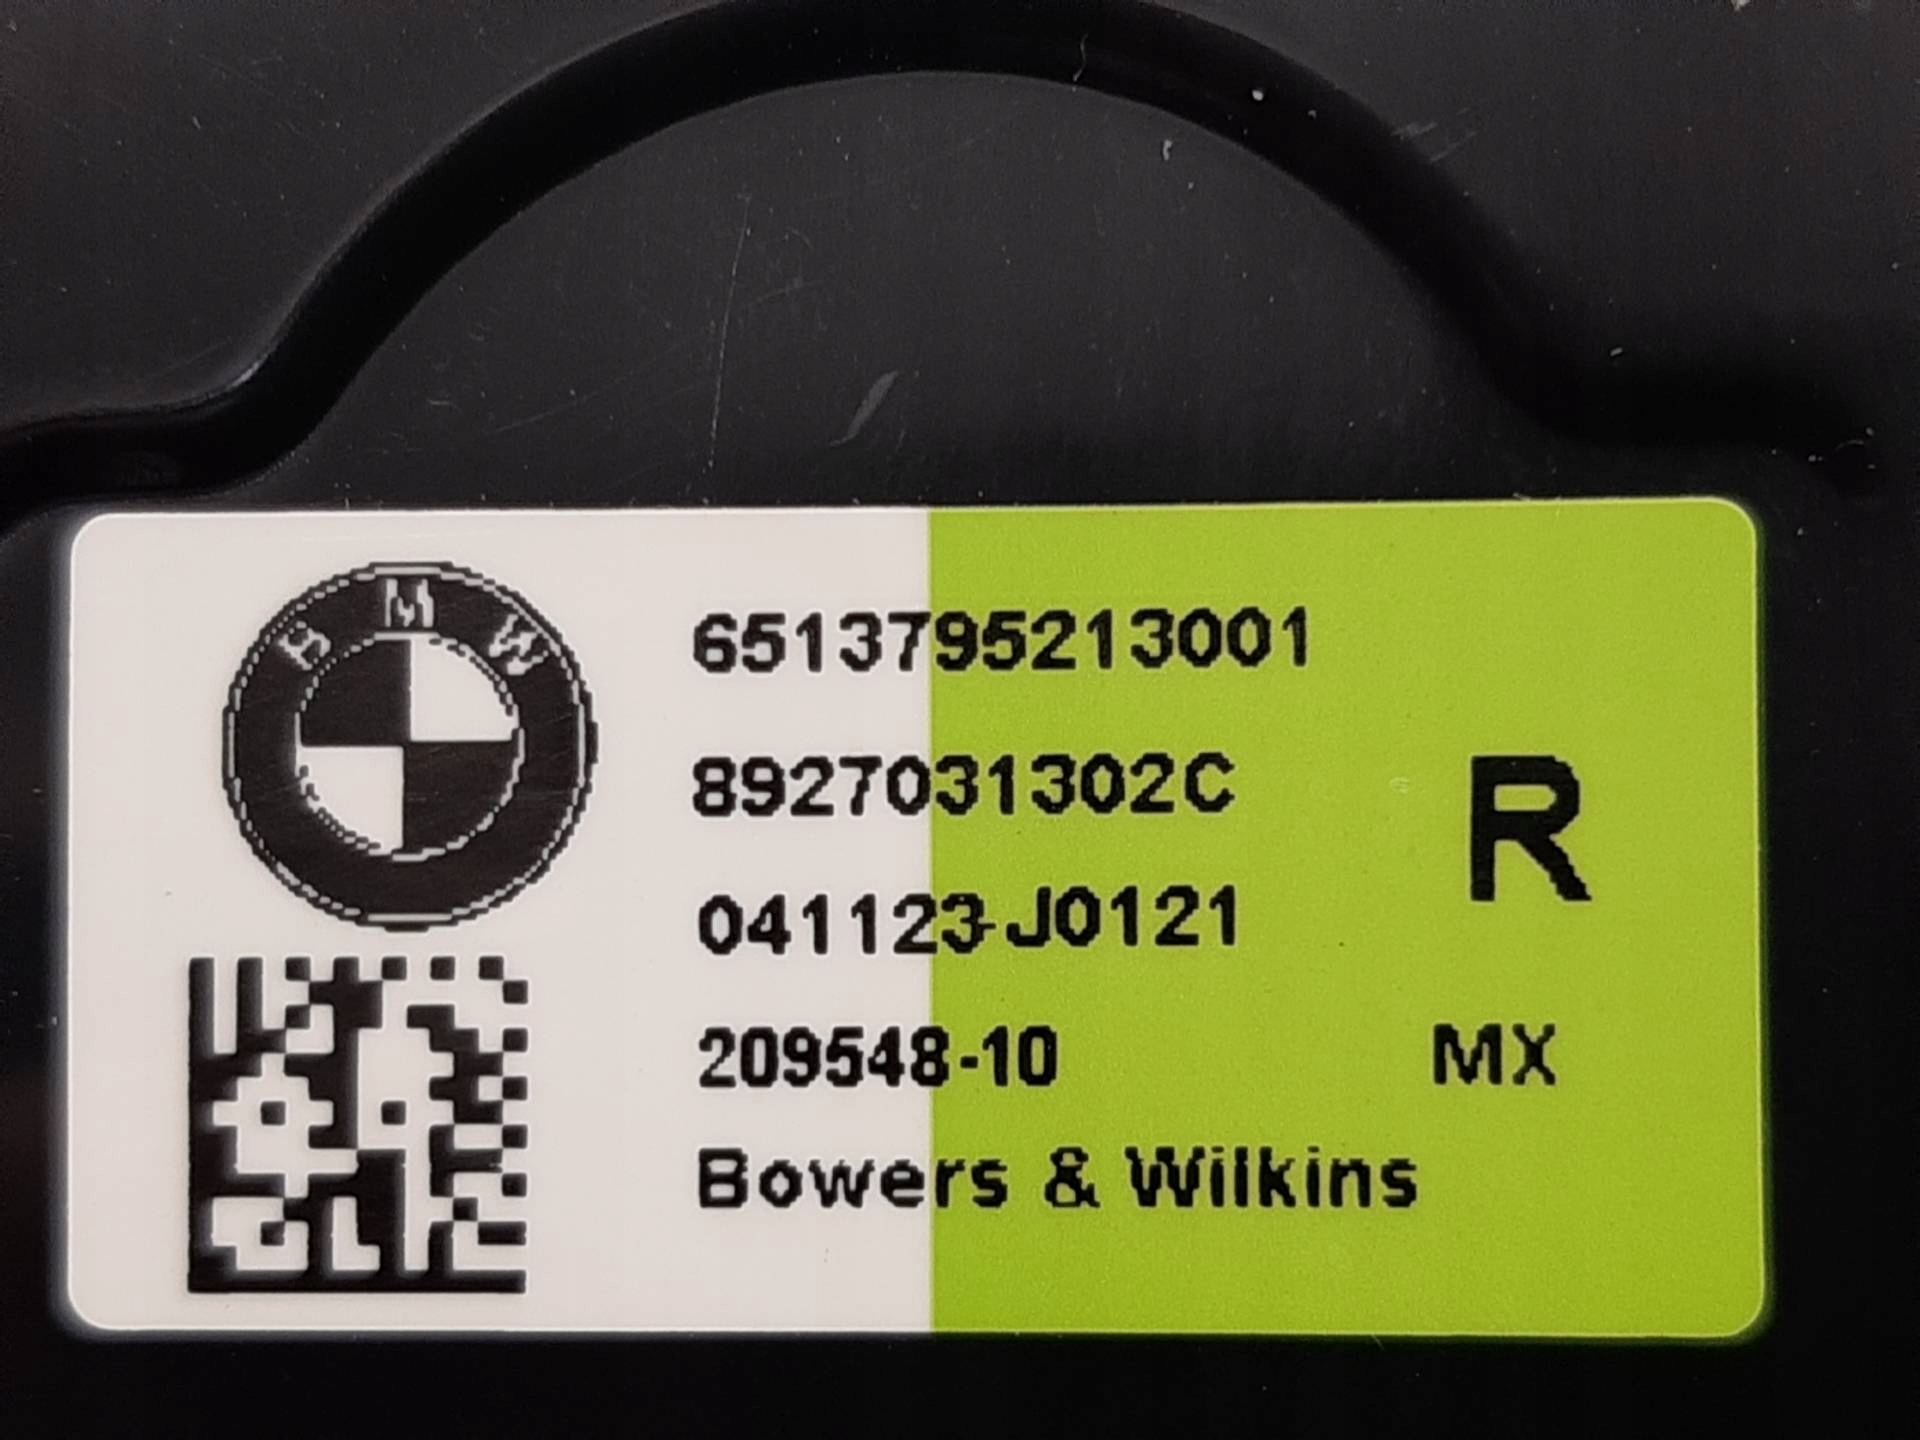 BMW
6513795213001
8927031302C
R
041123-J0121
209548-10 MX
Bowers & Wilkins